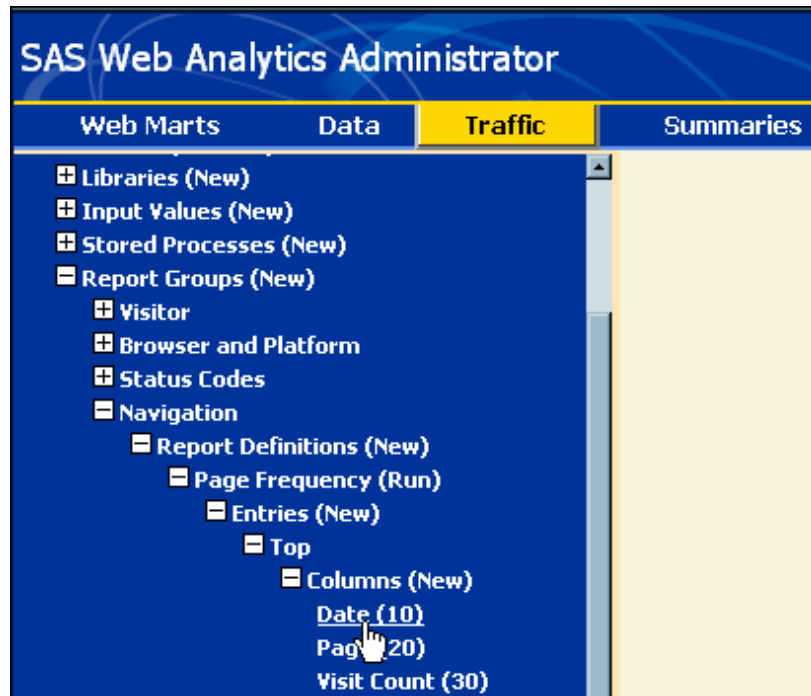 SAS Web Analytics Administrator
Web Marts Data Traffic Summaries
Libraries (New)
Input Values (New)
Stored Processes (New)
Report Groups (New)
Visitor
Browser and Platform
Status Codes
Navigation
Report Definitions (New)
Page Frequency (Run)
Entries (New)
Top
Columns (New)
Date (10)
Page (20)
Visit Count (30)